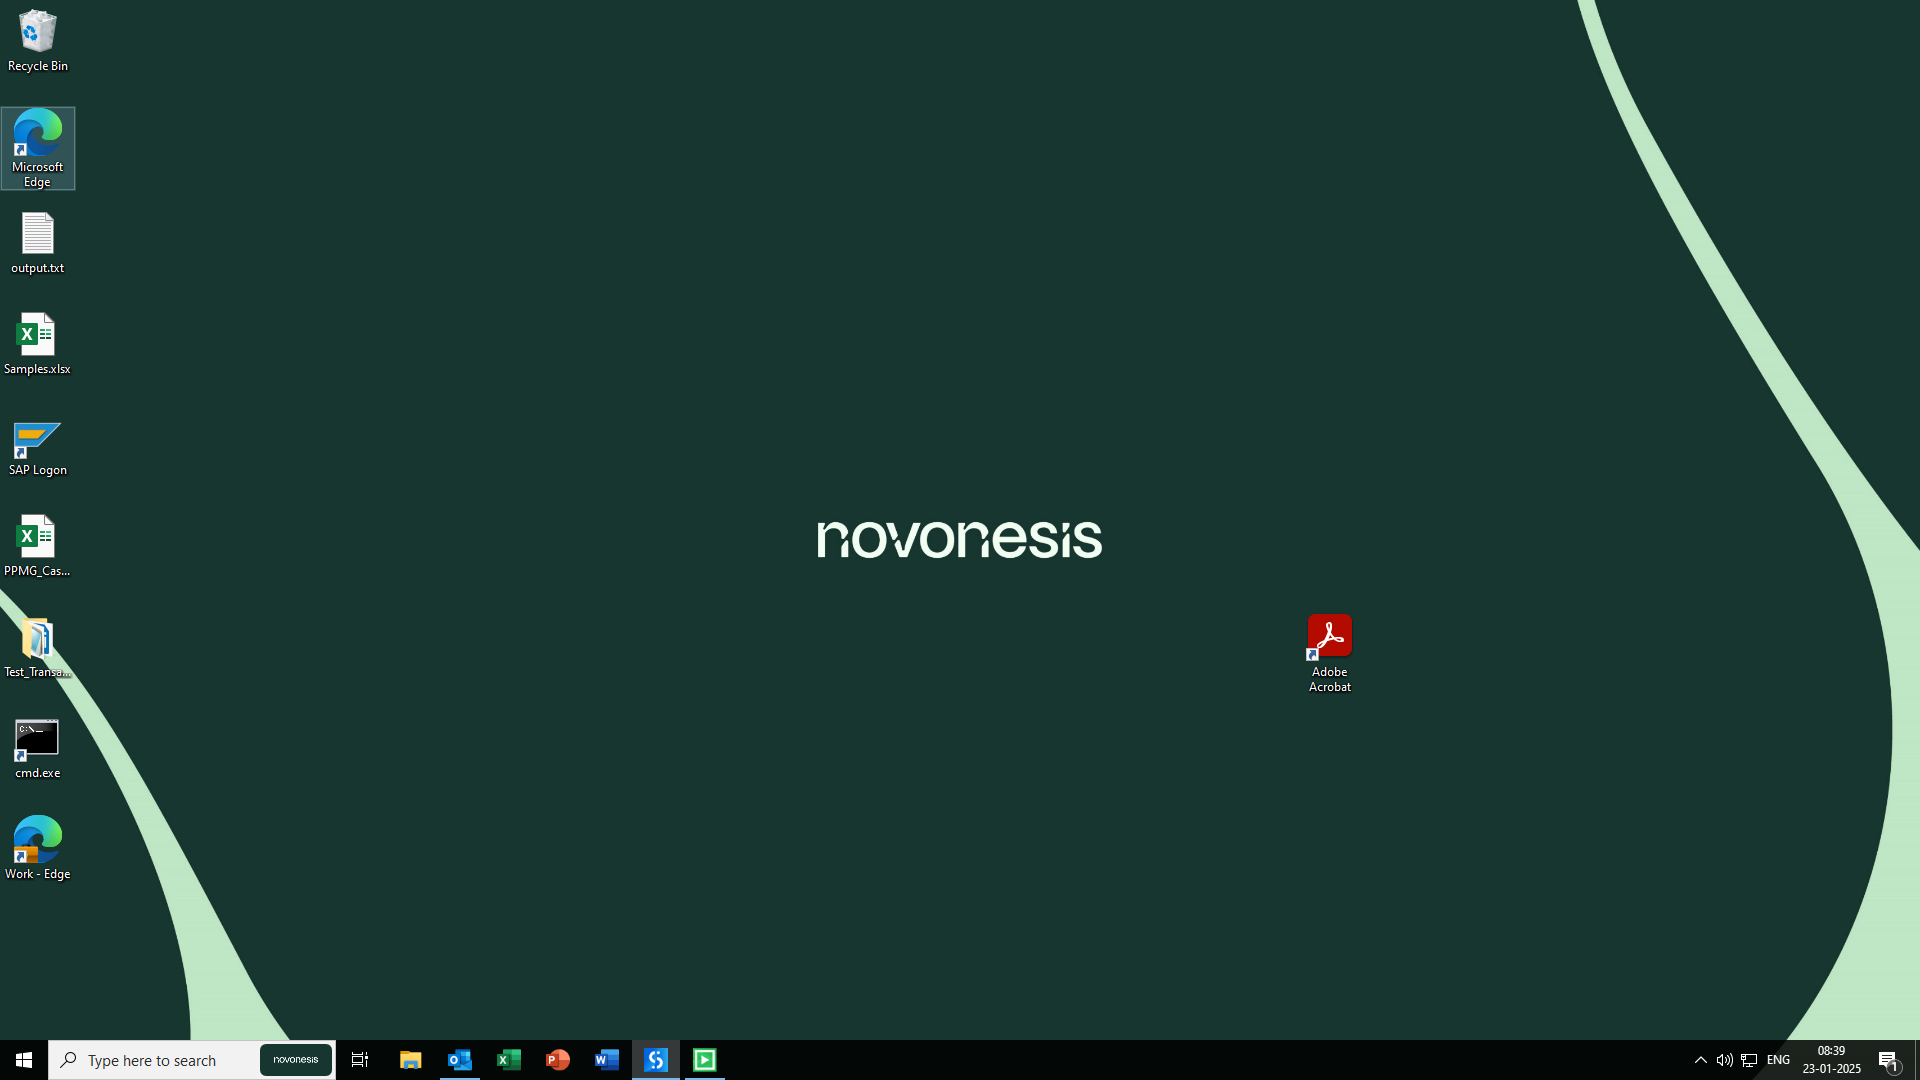 Recycle Bin
Microsoft
Edge
output.txt
Samples.xlsx
SAP Logon
PPMG_Cas...
Test_Transa...
cmd.exe
Work - Edge
novonesis
Adobe
Acrobat
Type here to search
novonesis
ENG
08:39
23-01-2025
1